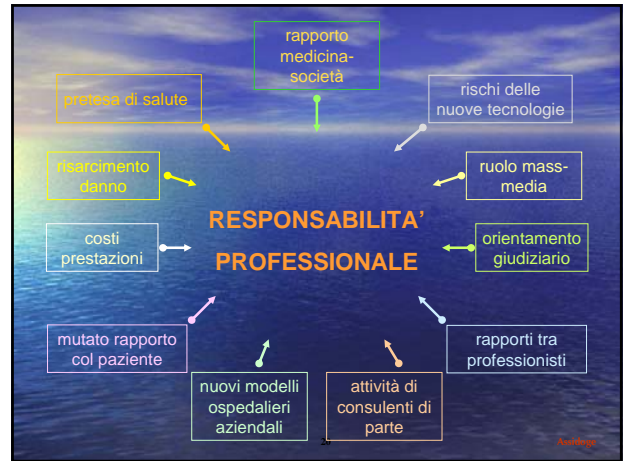 rapporto
medicina-
società
pretesa di salute
rischi delle
nuove tecnologie
risarcimento
danno
ruolo mass-
media
RESPONSABILITA’
PROFESSIONALE
costi
prestazioni
orientamento
giudiziario
mutato rapporto
col paziente
rapporti tra
professionisti
nuovi modelli
ospedalieri
aziendali
attività di
consulenti di
parte